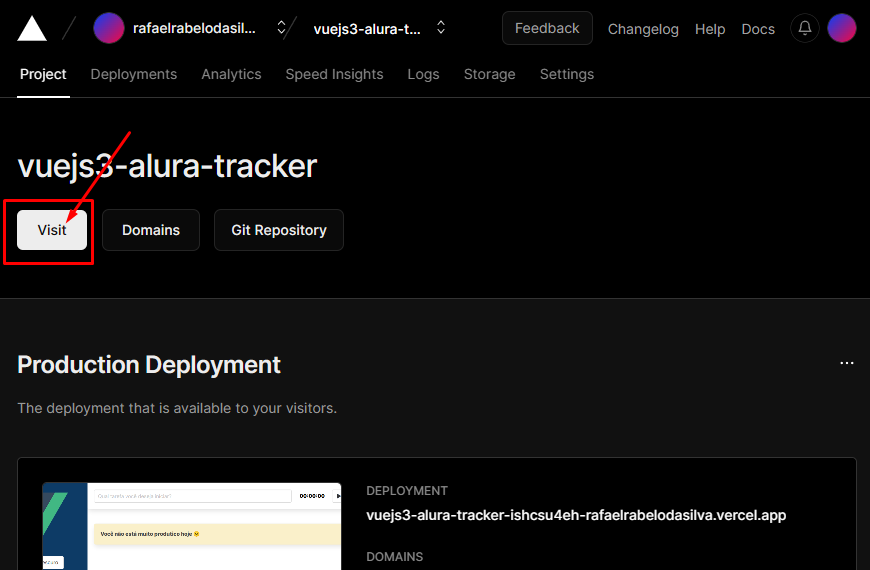 rafaelrabelodasil... vuejs3-alura-t... Feedback Changelog Help Docs
Project Deployments Analytics Speed Insights Logs Storage Settings
vuejs3-alura-tracker
Visit Domains Git Repository
Production Deployment
The deployment that is available to your visitors.
DEPLOYMENT
vuejs3-alura-tracker-ishcsu4eh-rafaelrabelodasilva.vercel.app
DOMAINS
Qual tarefa você deseja iniciar? 00:00:00
Você não está muito produtivo hoje